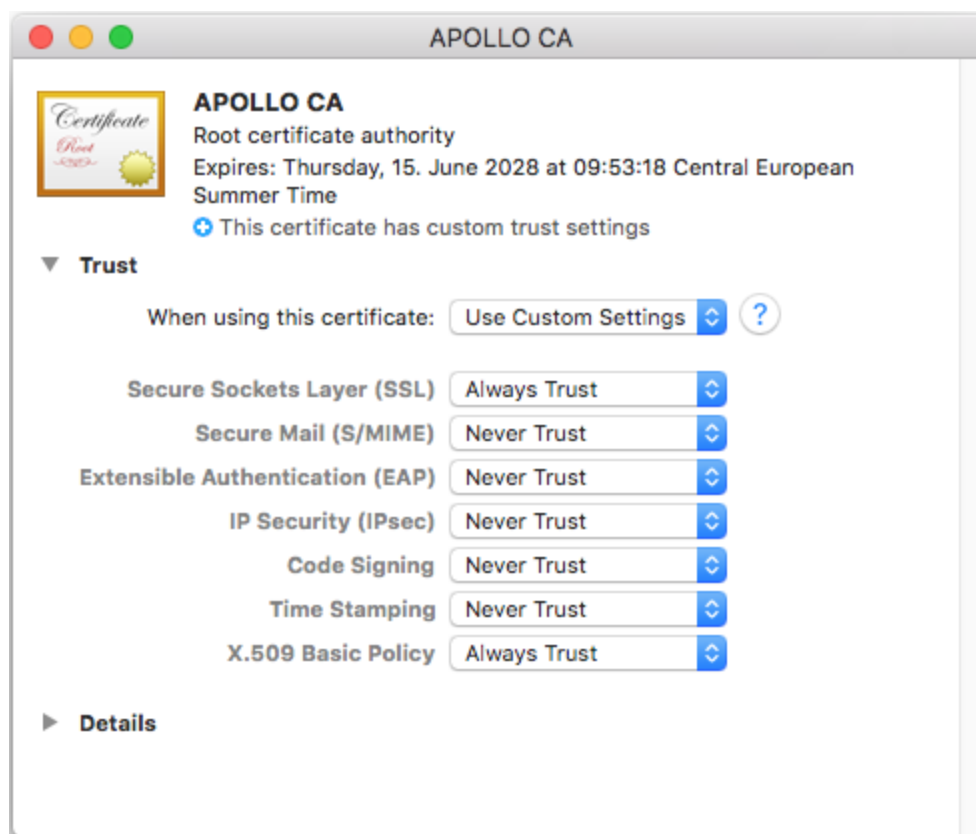 APOLLO CA
Certificate
Root
APOLLO CA
Root certificate authority
Expires: Thursday, 15. June 2028 at 09:53:18 Central European
Summer Time
This certificate has custom trust settings
Trust
When using this certificate: Use Custom Settings ?
Secure Sockets Layer (SSL) Always Trust
Secure Mail (S/MIME) Never Trust
Extensible Authentication (EAP) Never Trust
IP Security (IPsec) Never Trust
Code Signing Never Trust
Time Stamping Never Trust
X.509 Basic Policy Always Trust
Details